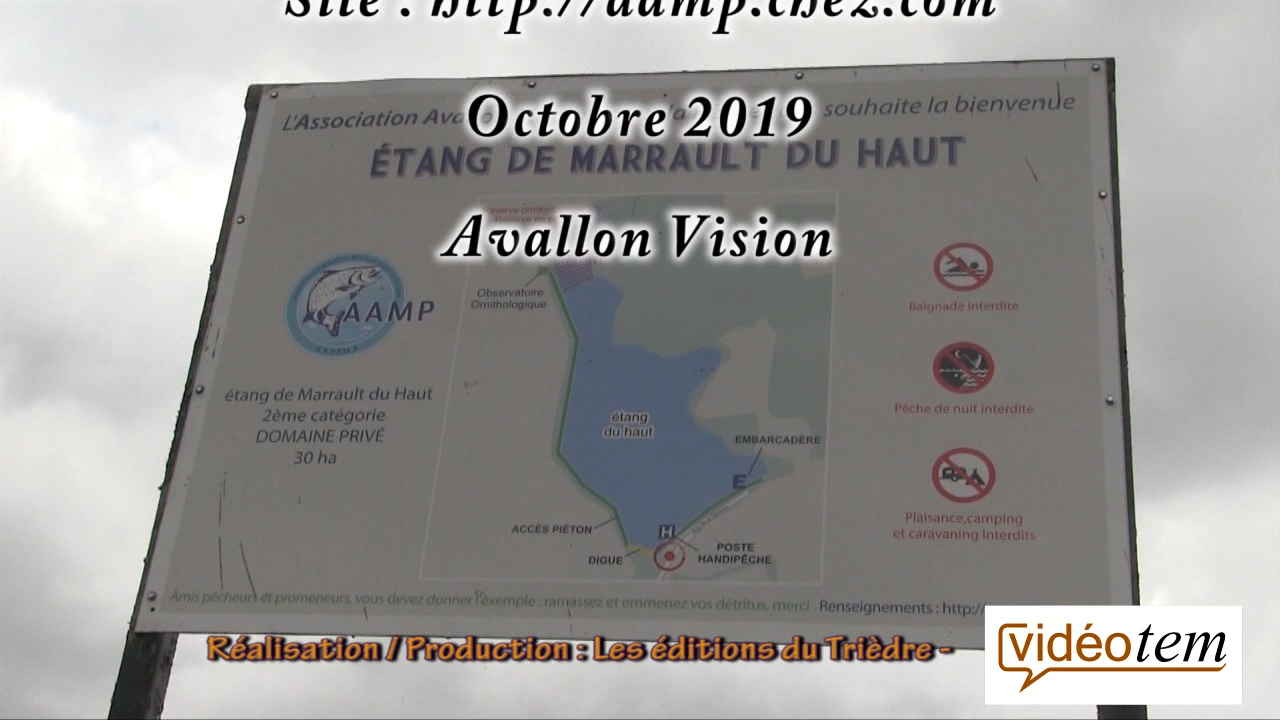 Site : http://aamp.chez.com
Octobre 2019
Avallon Vision
L'Association souhaite la bienvenue
ÉTANG DE MARRAULT DU HAUT
AAMP
étang de Marrault du Haut
2ème catégorie
DOMAINE PRIVÉ
30 ha
Observatoire
Ornithologique
étang
du haut
EMBARCADÈRE
E
ACCÈS PIÉTON
H
DIGUE
POSTE
HANDIPÊCHE
Baignade interdite
Pêche de nuit interdite
Plaisance,camping
et caravaning interdits
Amis pêcheurs et promeneurs, vous devez donner l'exemple : ramassez et emmenez vos détritus, merci . Renseignements : http:/
Réalisation / Production : Les éditions du Trièdre -
vidéotem